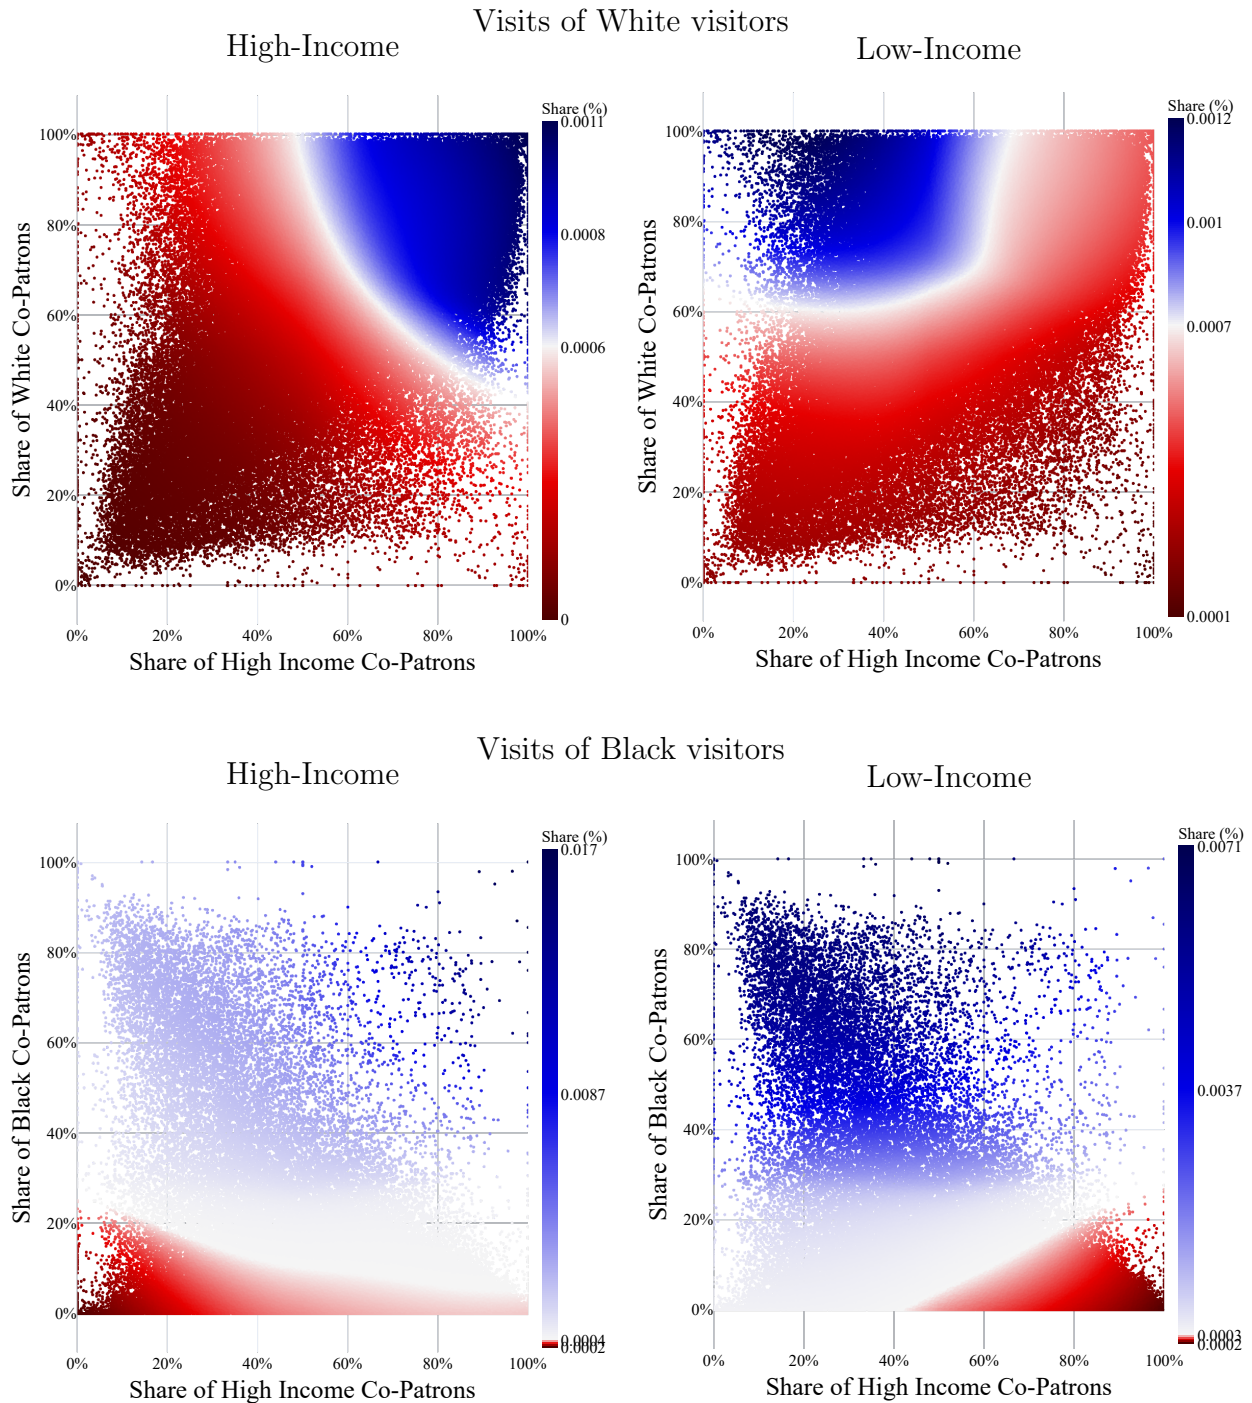 Visits of White visitors
High-Income
Low-Income
Share (%)
0.0011
0.0008
0.0006
0
100%
80%
60%
40%
20%
0%
Share of White Co-Patrons
0% 20% 40% 60% 80% 100%
Share of High Income Co-Patrons
Share (%)
0.0012
0.001
0.0007
0.0001
100%
80%
60%
40%
20%
0%
Share of White Co-Patrons
0% 20% 40% 60% 80% 100%
Share of High Income Co-Patrons
Visits of Black visitors
High-Income
Low-Income
Share (%)
0.017
0.0087
0.0004
0.0002
100%
80%
60%
40%
20%
0%
Share of Black Co-Patrons
0% 20% 40% 60% 80% 100%
Share of High Income Co-Patrons
Share (%)
0.0071
0.0037
0.0003
0.0002
100%
80%
60%
40%
20%
0%
Share of Black Co-Patrons
0% 20% 40% 60% 80% 100%
Share of High Income Co-Patrons